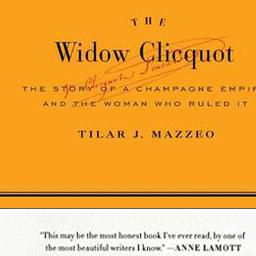 THE
Widow Clicquot
THE STORY OF A CHAMPAGNE EMPI
AND THE WOMAN WHO RULED IT
TILAR J. MAZZEO
"This may be the most honest book I've ever read, by one of
the most beautiful writers I know." —ANNE LAMOTT